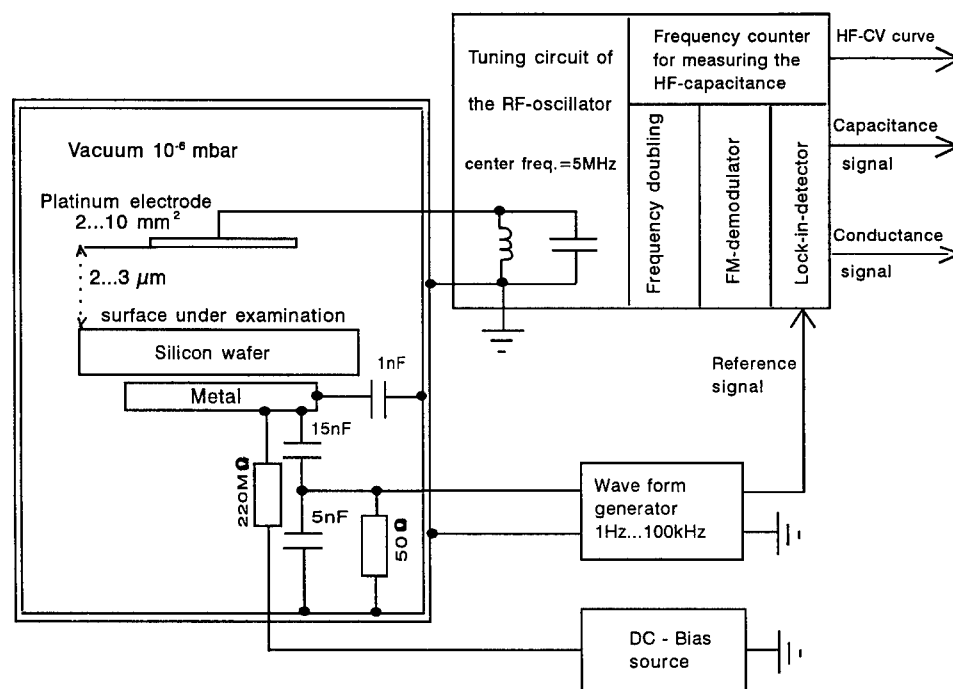 Tuning circuit of
the RF-oscillator
center freq.=5MHz
Frequency counter
for measuring the
HF-capacitance
Frequency doubling
FM-demodulator
Lock-in-detector
HF-CV curve
Capacitance
signal
Conductance
signal
Vacuum 10⁻⁶ mbar
Platinum electrode
2...10 mm²
2...3 µm
surface under examination
Silicon wafer
Metal
1nF
15nF
220MΩ
5nF
50Ω
Reference
signal
Wave form
generator
1Hz...100kHz
DC - Bias
source